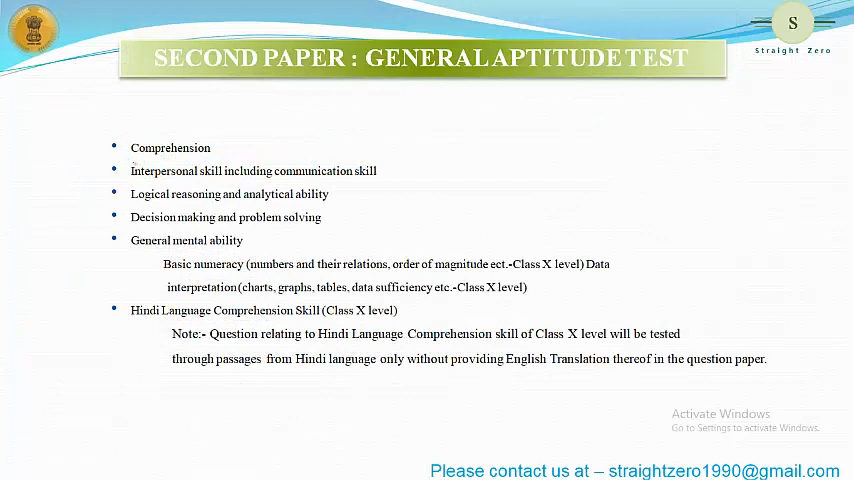 S
Straight Zero
SECOND PAPER : GENERAL APTITUDE TEST
Comprehension
Interpersonal skill including communication skill
Logical reasoning and analytical ability
Decision making and problem solving
General mental ability
Basic numeracy (numbers and their relations, order of magnitude ect.-Class X level) Data
interpretation (charts, graphs, tables, data sufficiency etc.-Class X level)
Hindi Language Comprehension Skill (Class X level)
Note:- Question relating to Hindi Language Comprehension skill of Class X level will be tested
through passages from Hindi language only without providing English Translation thereof in the question paper.
Activate Windows
Go to Settings to activate Windows.
Please contact us at – straightzero1990@gmail.com